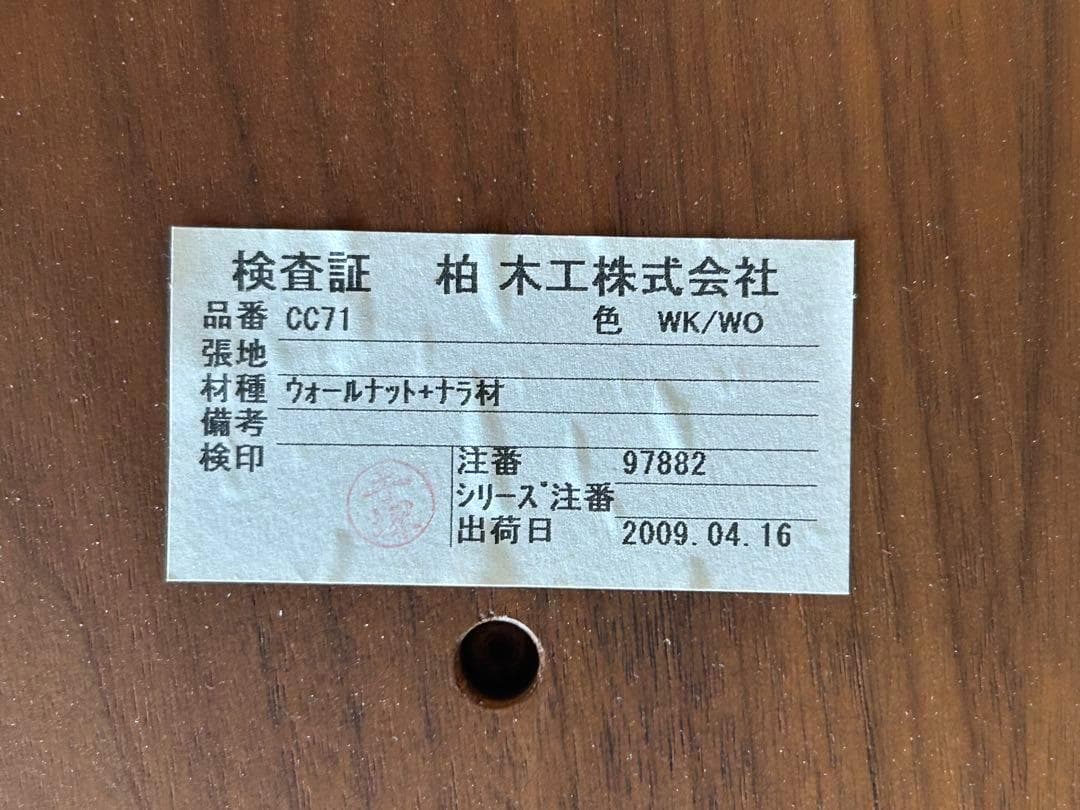 検査証 柏木工株式会社
品番 CC71 色 WK/WO
張地
材種 ウォールナット+ナラ材
備考
検印
注番 97882
シリーズ注番
出荷日 2009.04.16